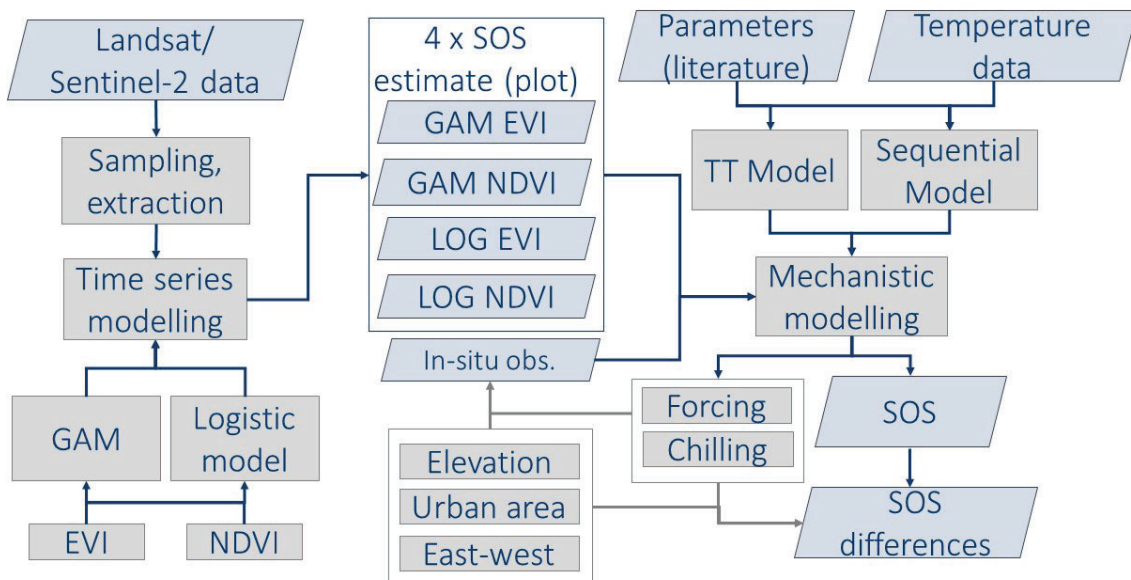 Landsat/
Sentinel-2 data
Sampling,
extraction
Time series
modelling
GAM
Logistic
model
EVI
NDVI
4 x SOS
estimate (plot)
GAM EVI
GAM NDVI
LOG EVI
LOG NDVI
In-situ obs.
Elevation
Urban area
East-west
Parameters
(literature)
Temperature
data
TT Model
Sequential
Model
Mechanistic
modelling
Forcing
Chilling
SOS
SOS
differences